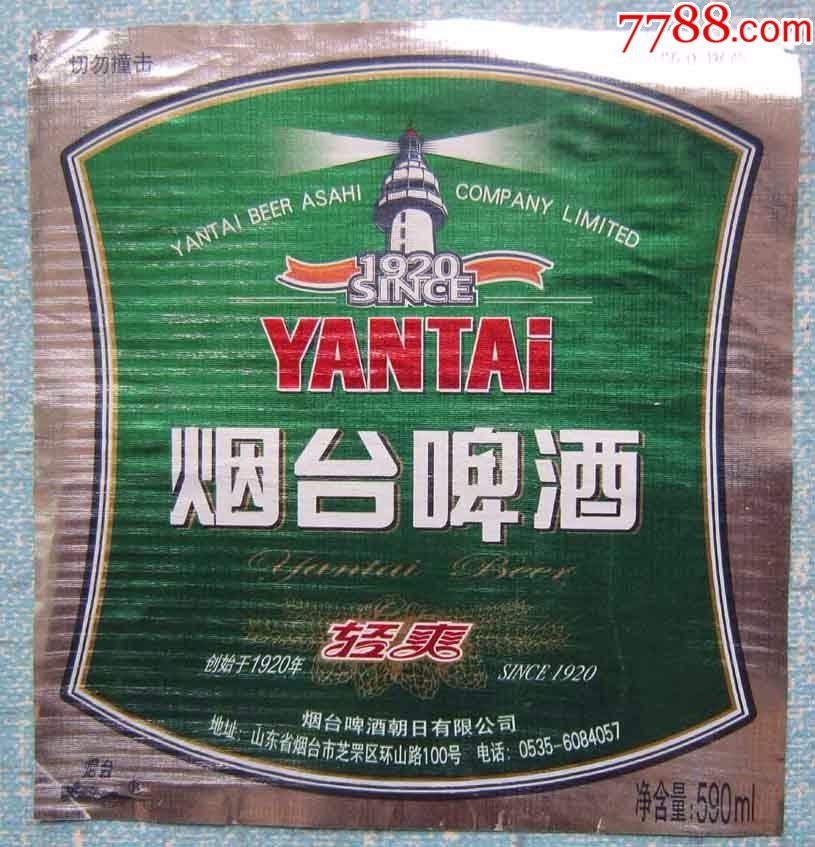 7788.com
切勿撞击
YANTAI BEER ASAHI COMPANY LIMITED
1920
SINCE
YANTAi
烟台啤酒
Yantai Beer
轻爽
创始于1920年 SINCE 1920
烟台啤酒朝日有限公司
地址：山东省烟台市芝罘区环山路100号 电话：0535-6084057
烟台
净含量：590ml